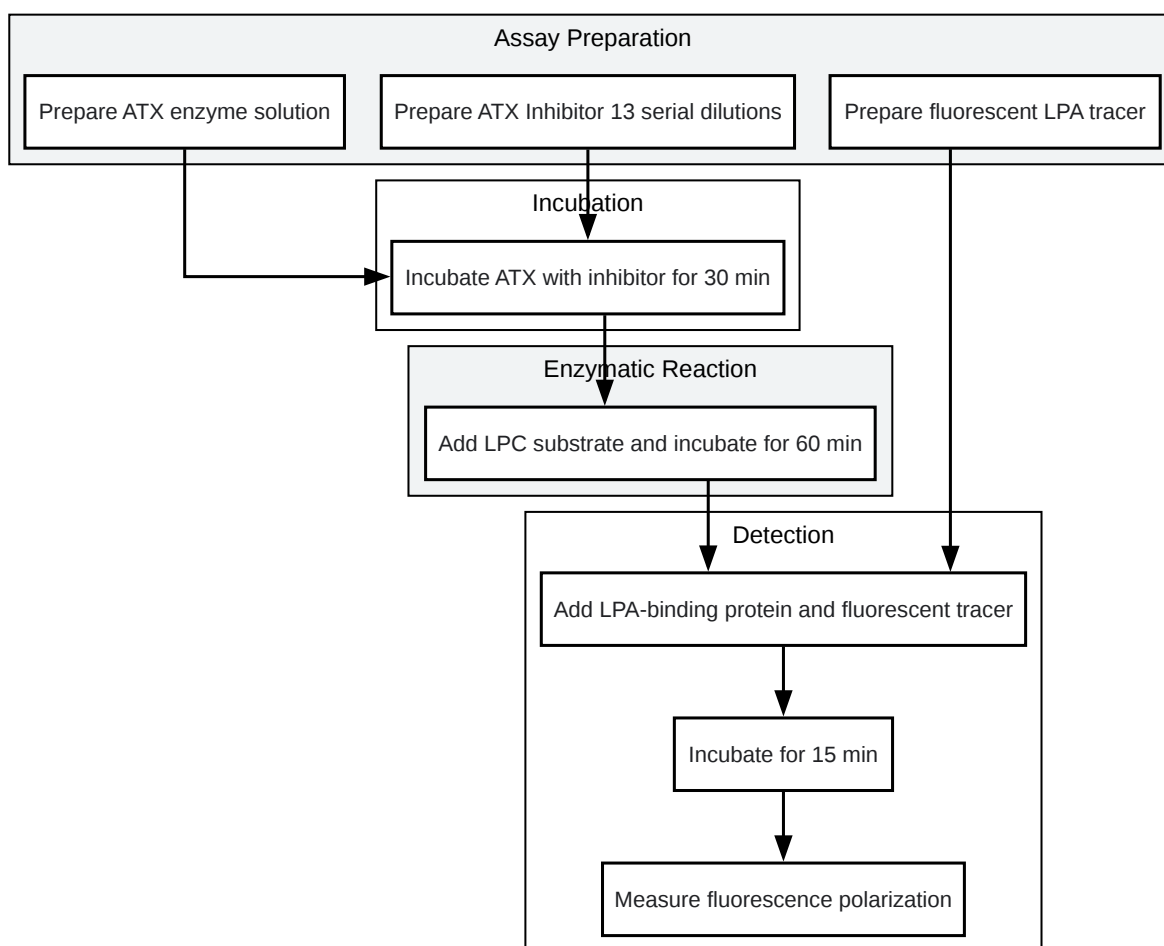 Assay Preparation
Prepare ATX enzyme solution
Prepare ATX Inhibitor 13 serial dilutions
Prepare fluorescent LPA tracer
Incubation
Incubate ATX with inhibitor for 30 min
Enzymatic Reaction
Add LPC substrate and incubate for 60 min
Detection
Add LPA-binding protein and fluorescent tracer
Incubate for 15 min
Measure fluorescence polarization